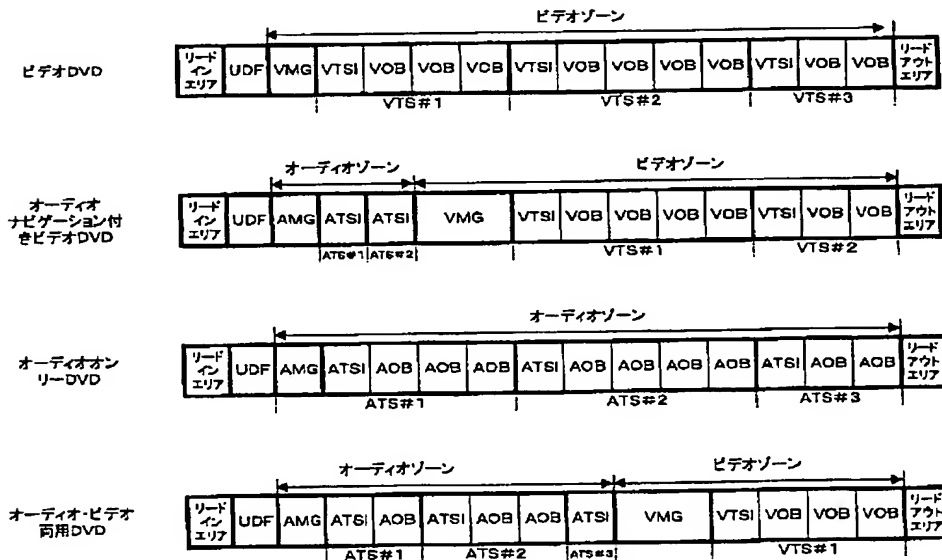 ビデオゾーン
ビデオDVD
リード
イン
エリア
UDF VMG VTSI VOB VOB VOB VTSI VOB VOB VOB VOB VTSI VOB VOB
リード
アウト
エリア
VTS#1 VTS#2 VTS#3
オーディオゾーン ビデオゾーン
オーディオ
ナビゲーション付
きビデオDVD
リード
イン
エリア
UDF AMG ATSI ATSI VMG VTSI VOB VOB VOB VOB VTSI VOB VOB
リード
アウト
エリア
ATS#1 ATS#2 VTS#1 VTS#2
オーディオゾーン
オーディオオン
リーDVD
リード
イン
エリア
UDF AMG ATSI AOB AOB AOB ATSI AOB AOB AOB AOB ATSI AOB AOB
リード
アウト
エリア
ATS#1 ATS#2 ATS#3
オーディオゾーン ビデオゾーン
オーディオ・ビデオ
両用DVD
リード
イン
エリア
UDF AMG ATSI AOB ATSI AOB AOB ATSI VMG VTSI VOB VOB VOB
リード
アウト
エリア
ATS#1 ATS#2 ATS#3 VTS#1